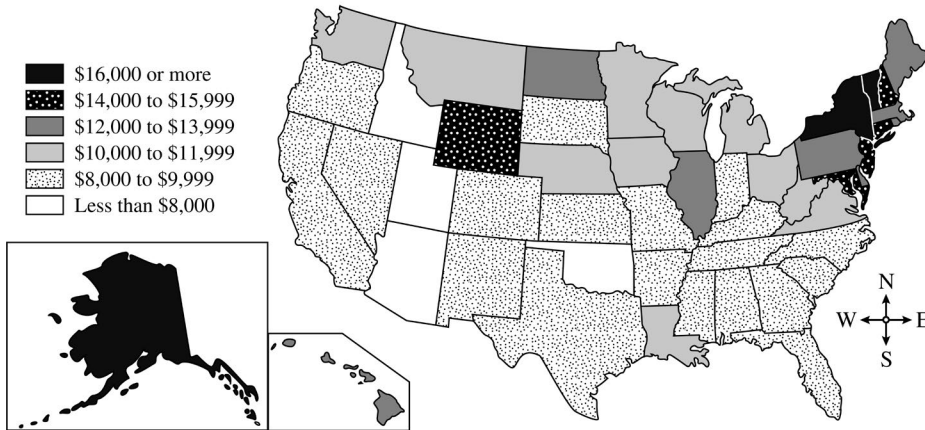 $16,000 or more
$14,000 to $15,999
$12,000 to $13,999
$10,000 to $11,999
$8,000 to $9,999
Less than $8,000
N
W E
S